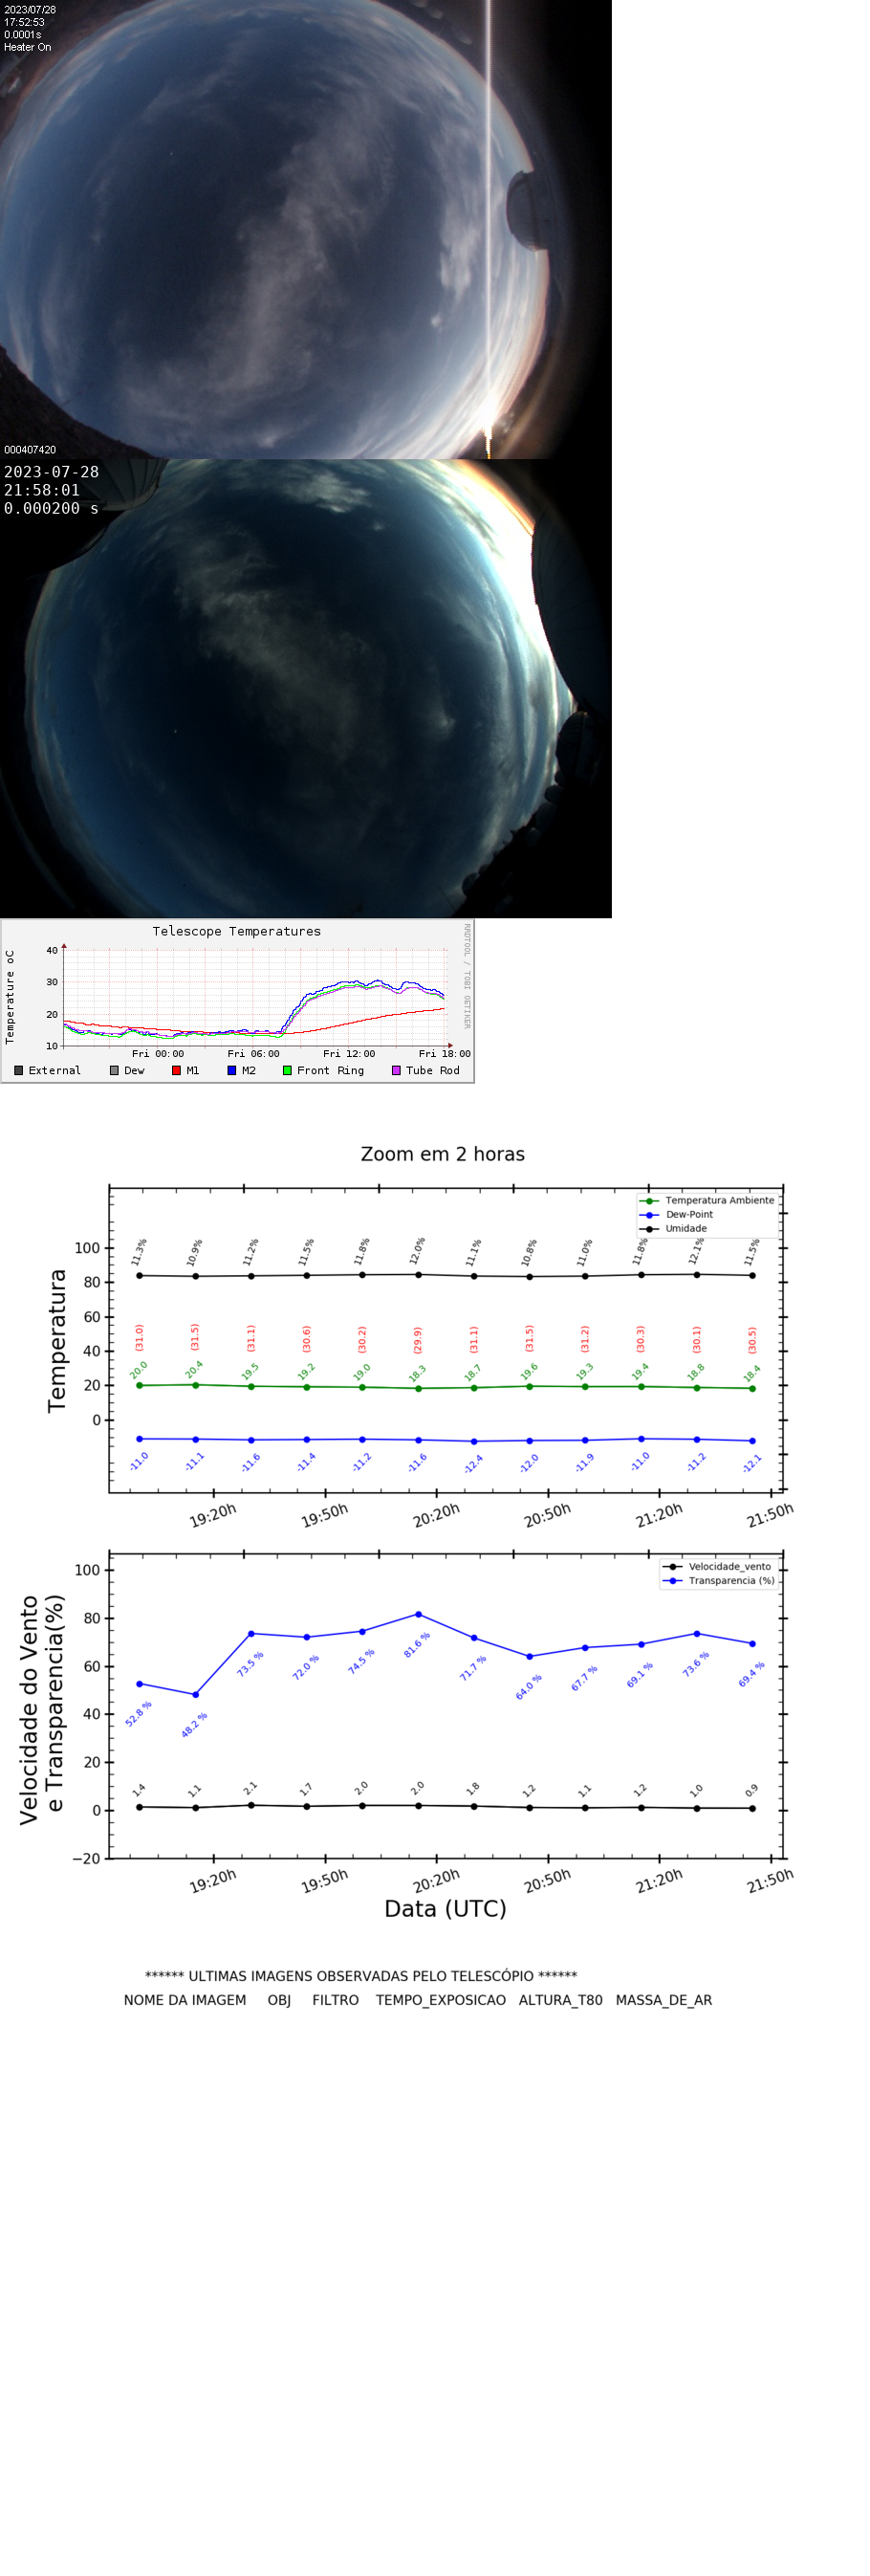 2023/07/28
17:52:53
0.0001s
Heater On
000407420
2023-07-28
21:58:01
0.000200 s
Telescope Temperatures
RRDTOOL / TOBI OETIKER
Temperature oC
40
30
20
10
Fri 00:00 Fri 06:00 Fri 12:00 Fri 18:00
External Dew M1 M2 Front Ring Tube Rod
Zoom em 2 horas
Temperatura Ambiente
Dew-Point
Umidade
Temperatura
100
80
60
40
20
0
11.3% 10.9% 11.2% 11.5% 11.8% 12.0% 11.1% 10.8% 11.0% 11.8% 12.1% 11.5%
(31.0) (31.5) (31.1) (30.6) (30.2) (29.9) (31.1) (31.5) (31.2) (30.3) (30.1) (30.5)
20.0 20.4 19.5 19.2 19.0 18.3 18.7 19.6 19.3 19.4 18.8 18.4
-11.0 -11.1 -11.6 -11.4 -11.2 -11.6 -12.4 -12.0 -11.9 -11.0 -11.2 -12.1
19:20h 19:50h 20:20h 20:50h 21:20h 21:50h
Velocidade_vento
Transparencia (%)
Velocidade do Vento
e Transparencia(%)
100
80
60
40
20
0
−20
52.8 % 48.2 % 73.5 % 72.0 % 74.5 % 81.6 % 71.7 % 64.0 % 67.7 % 69.1 % 73.6 % 69.4 %
1.4 1.1 2.1 1.7 2.0 2.0 1.8 1.2 1.1 1.2 1.0 0.9
19:20h 19:50h 20:20h 20:50h 21:20h 21:50h
Data (UTC)
****** ULTIMAS IMAGENS OBSERVADAS PELO TELESCÓPIO ******
NOME DA IMAGEM OBJ FILTRO TEMPO_EXPOSICAO ALTURA_T80 MASSA_DE_AR